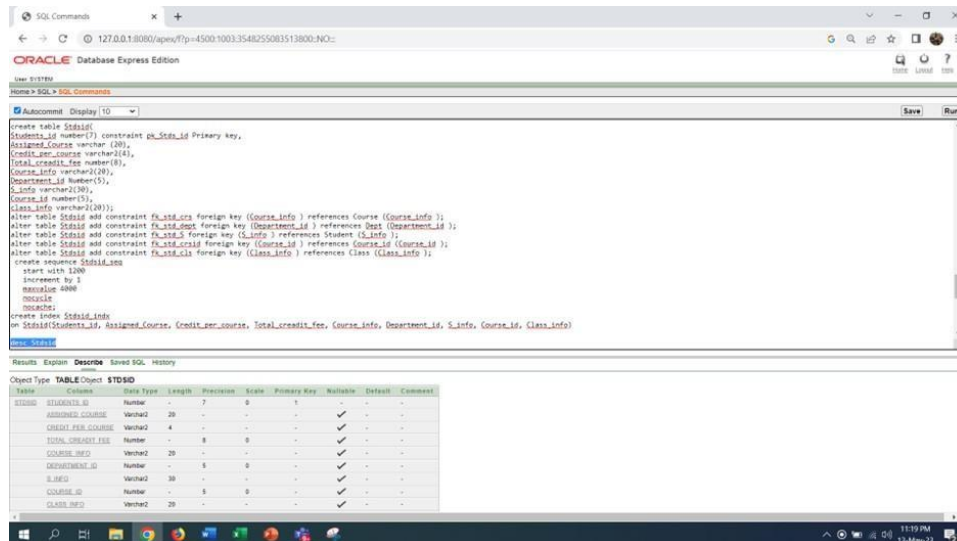 SQL Commands
127.0.0.1:8080/apex/f?p=4500:1003:3548255083513800::NO:::
ORACLE Database Express Edition
Home Logout Help
User: SYSTEM
Home > SQL > SQL Commands
Autocommit Display 10 Save Run
create table Stdsid(
Students_id number(7) constraint pk_Stds_id Primary key,
Assigned_Course varchar (20),
Credit_per_course varchar2(4),
Total_creadit_fee number(8),
Course_info varchar2(20),
Department_id Number(5),
S_info varchar2(30),
Course_id number(5),
class_info varchar2(20));
alter table Stdsid add constraint fk_std_crs foreign key (Course_info ) references Course (Course_info );
alter table Stdsid add constraint fk_std_dept foreign key (Department_id ) references Dept (Department_id );
alter table Stdsid add constraint fk_std_S foreign key (S_info ) references Student (S_info );
alter table Stdsid add constraint fk_std_crsid foreign key (Course_id ) references Course_id (Course_id );
alter table Stdsid add constraint fk_std_cls foreign key (Class_info ) references Class (Class_info );
create sequence Stdsid_seq
start with 1200
increment by 1
maxvalue 4000
nocycle
nocache;
create index Stdsid_indx
on Stdsid(Students_id, Assigned_Course, Credit_per_course, Total_creadit_fee, Course_info, Department_id, S_info, Course_id, Class_info)
desc Stdsid
Results Explain Describe Saved SQL History
Object Type TABLE Object STDSID
Table Column Data Type Length Precision Scale Primary Key Nullable Default Comment
STDSID STUDENTS_ID Number - 7 0 1 - - -
ASSIGNED_COURSE Varchar2 20 - - - ✓ - -
CREDIT_PER_COURSE Varchar2 4 - - - ✓ - -
TOTAL_CREADIT_FEE Number - 8 0 - ✓ - -
COURSE_INFO Varchar2 20 - - - ✓ - -
DEPARTMENT_ID Number - 5 0 - ✓ - -
S_INFO Varchar2 30 - - - ✓ - -
COURSE_ID Number - 5 0 - ✓ - -
CLASS_INFO Varchar2 20 - - - ✓ - -
11:19 PM
13-May-23